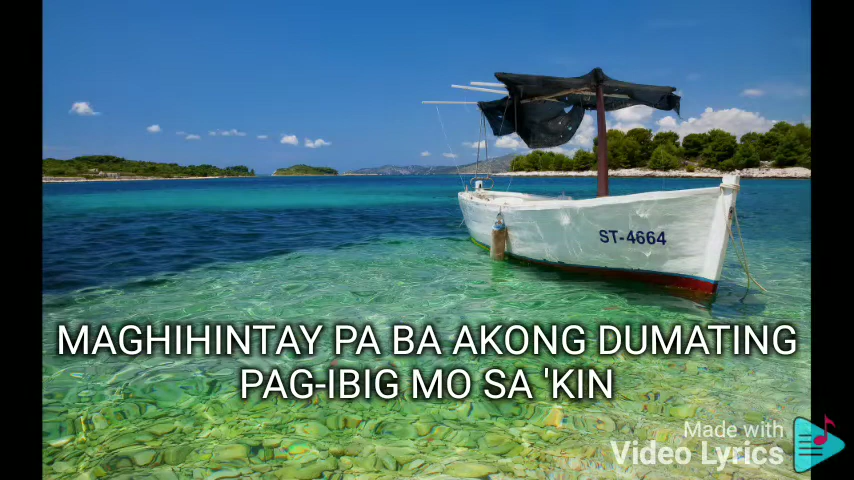 ST-4664
MAGHIHINTAY PA BA AKONG DUMATING
PAG-IBIG MO SA 'KIN
Made with
Video Lyrics